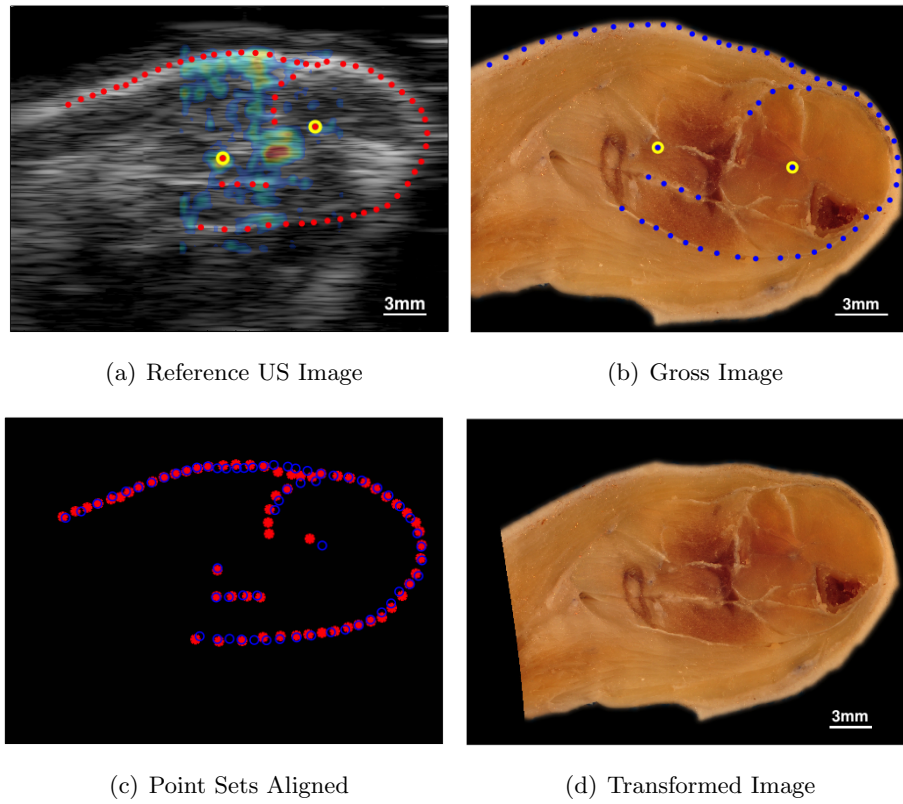 3mm
3mm
(a) Reference US Image
(b) Gross Image
3mm
(c) Point Sets Aligned
(d) Transformed Image